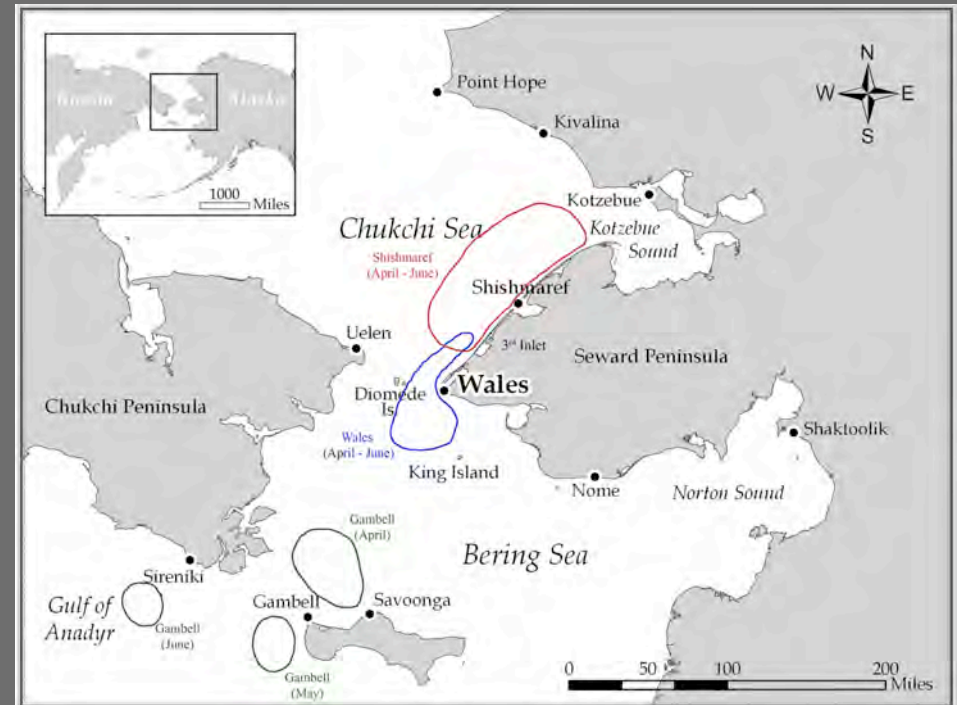 Russia
Alaska
1000
Miles
N
W E
S
Point Hope
Kivalina
Kotzebue
Kotzebue
Sound
Chukchi Sea
Shishmaref
(April - June)
Shishmaref
Uelen
3rd Inlet
Seward Peninsula
Diomede
Is.
Wales
Chukchi Peninsula
Wales
(April - June)
Shaktoolik
King Island
Nome
Norton Sound
Gambell
(April)
Bering Sea
Sireniki
Gambell
Savoonga
Gulf of
Anadyr
Gambell
(June)
Gambell
(May)
0 50 100 200
Miles